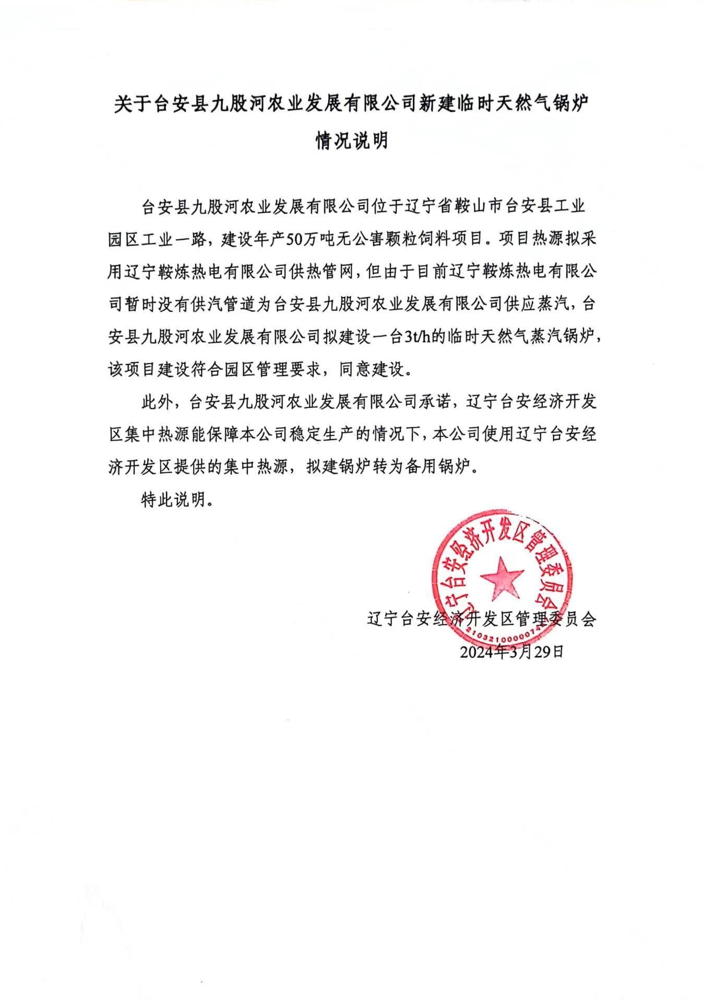 关于台安县九股河农业发展有限公司新建临时天然气锅炉
情况说明
台安县九股河农业发展有限公司位于辽宁省鞍山市台安县工业
园区工业一路，建设年产50万吨无公害颗粒饲料项目。项目热源拟采
用辽宁鞍炼热电有限公司供热管网，但由于目前辽宁鞍炼热电有限公
司暂时没有供汽管道为台安县九股河农业发展有限公司供应蒸汽，台
安县九股河农业发展有限公司拟建设一台3t/h的临时天然气蒸汽锅炉，
该项目建设符合园区管理要求，同意建设。
此外，台安县九股河农业发展有限公司承诺，辽宁台安经济开发
区集中热源能保障本公司稳定生产的情况下，本公司使用辽宁台安经
济开发区提供的集中热源，拟建锅炉转为备用锅炉。
特此说明。
辽宁台安经济开发区管理委员会
辽宁台安经济开发区管理委员会
2024年3月29日